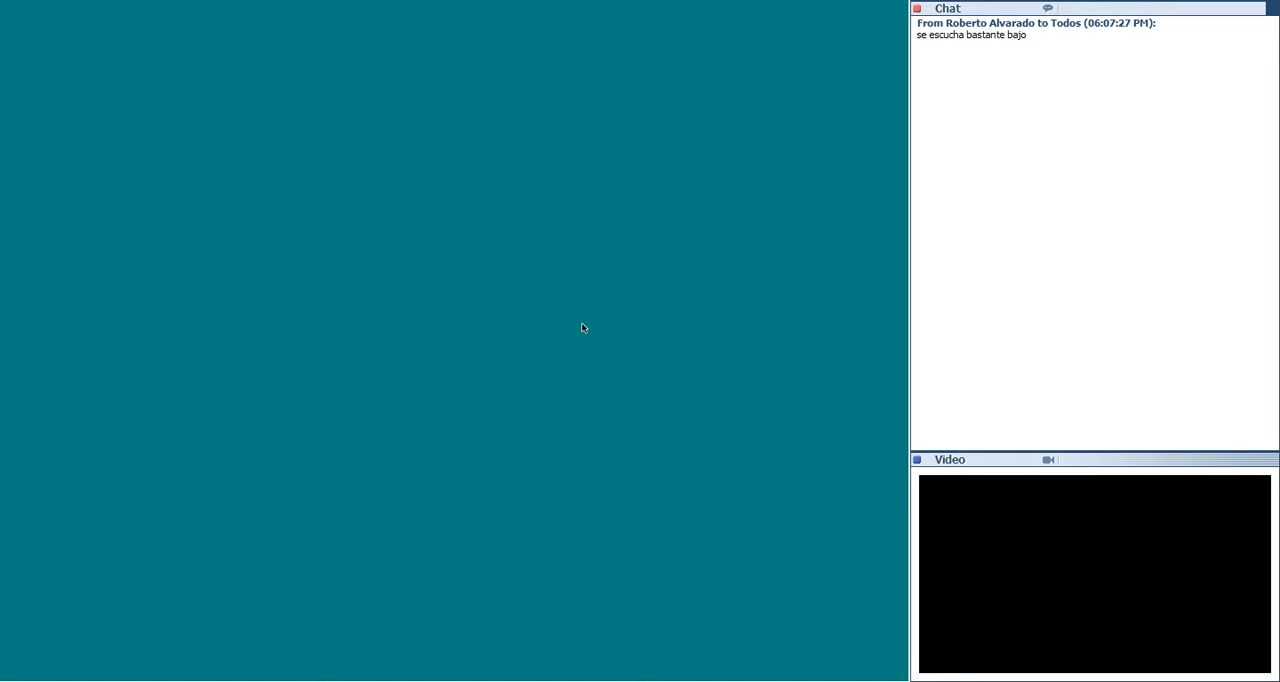 Chat
From Roberto Alvarado to Todos (06:07:27 PM):
se escucha bastante bajo
Video